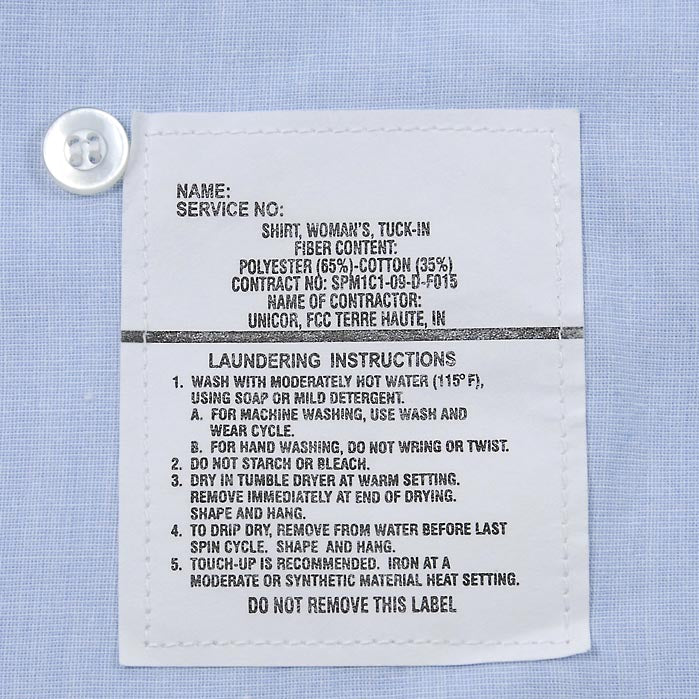 NAME:
SERVICE NO:
SHIRT, WOMAN'S, TUCK-IN
FIBER CONTENT:
POLYESTER (65%)-COTTON (35%)
CONTRACT NO: SPM1C1-09-D-F015
NAME OF CONTRACTOR:
UNICOR, FCC TERRE HAUTE, IN
LAUNDERING INSTRUCTIONS
1. WASH WITH MODERATELY HOT WATER (115° F),
USING SOAP OR MILD DETERGENT.
A. FOR MACHINE WASHING, USE WASH AND
WEAR CYCLE.
B. FOR HAND WASHING, DO NOT WRING OR TWIST.
2. DO NOT STARCH OR BLEACH.
3. DRY IN TUMBLE DRYER AT WARM SETTING.
REMOVE IMMEDIATELY AT END OF DRYING.
SHAPE AND HANG.
4. TO DRIP DRY, REMOVE FROM WATER BEFORE LAST
SPIN CYCLE. SHAPE AND HANG.
5. TOUCH-UP IS RECOMMENDED. IRON AT A
MODERATE OR SYNTHETIC MATERIAL HEAT SETTING.
DO NOT REMOVE THIS LABEL